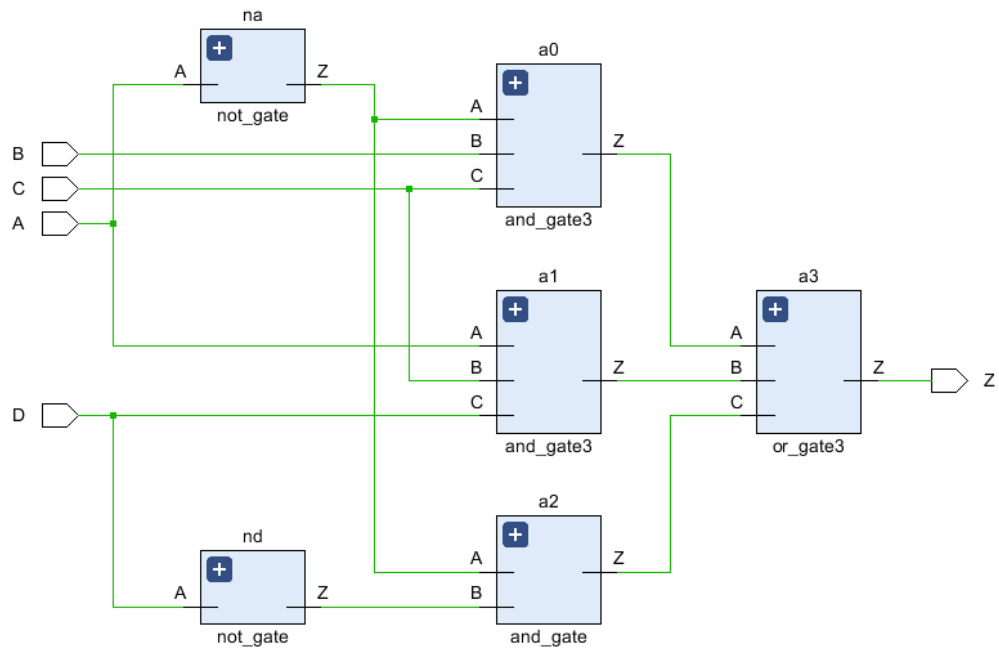 na
A Z
not_gate
a0
A
B
C
Z
and_gate3
B
C
A
a1
A
B
C
Z
and_gate3
a3
A
B
C
Z
or_gate3
Z
D
nd
A Z
not_gate
a2
A
B
Z
and_gate